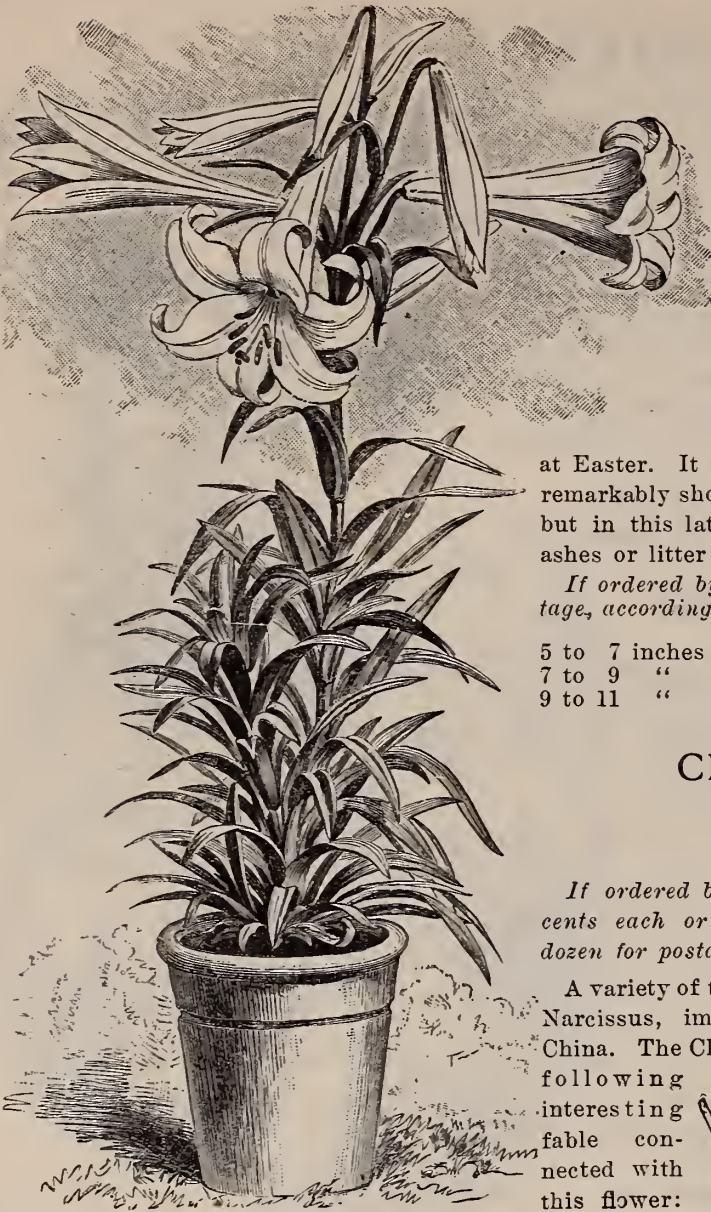 at Easter. It
remarkably sho
but in this lat
ashes or litter
If ordered by
tage, according
5 to 7 inches
7 to 9 “
9 to 11 “
Cl
If ordered b
cents each or
dozen for posta
A variety of t
Narcissus, im
China. The Cl
following
interesting
fable con-
nected with
this flower: